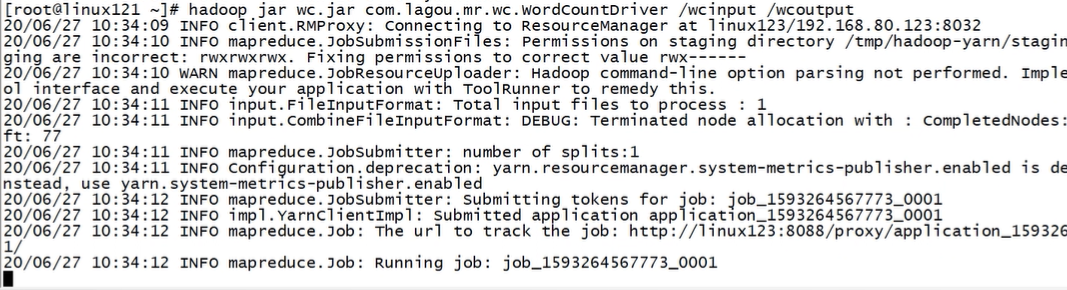 [root@linux121 ~]# hadoop jar wc.jar com.lagou.mr.wc.WordCountDriver /wcinput /wcoutput
20/06/27 10:34:09 INFO client.RMProxy: Connecting to ResourceManager at linux123/192.168.80.123:8032
20/06/27 10:34:10 INFO mapreduce.JobSubmissionFiles: Permissions on staging directory /tmp/hadoop-yarn/stagin
ging are incorrect: rwxrwxrwx. Fixing permissions to correct value rwx------
20/06/27 10:34:10 WARN mapreduce.JobResourceUploader: Hadoop command-line option parsing not performed. Imple
ol interface and execute your application with ToolRunner to remedy this.
20/06/27 10:34:11 INFO input.FileInputFormat: Total input files to process : 1
20/06/27 10:34:11 INFO input.CombineFileInputFormat: DEBUG: Terminated node allocation with : CompletedNodes:
ft: 77
20/06/27 10:34:11 INFO mapreduce.JobSubmitter: number of splits:1
20/06/27 10:34:11 INFO Configuration.deprecation: yarn.resourcemanager.system-metrics-publisher.enabled is de
nstead, use yarn.system-metrics-publisher.enabled
20/06/27 10:34:12 INFO mapreduce.JobSubmitter: Submitting tokens for job: job_1593264567773_0001
20/06/27 10:34:12 INFO impl.YarnClientImpl: Submitted application application_1593264567773_0001
20/06/27 10:34:12 INFO mapreduce.Job: The url to track the job: http://linux123:8088/proxy/application_159326
1/
20/06/27 10:34:12 INFO mapreduce.Job: Running job: job_1593264567773_0001